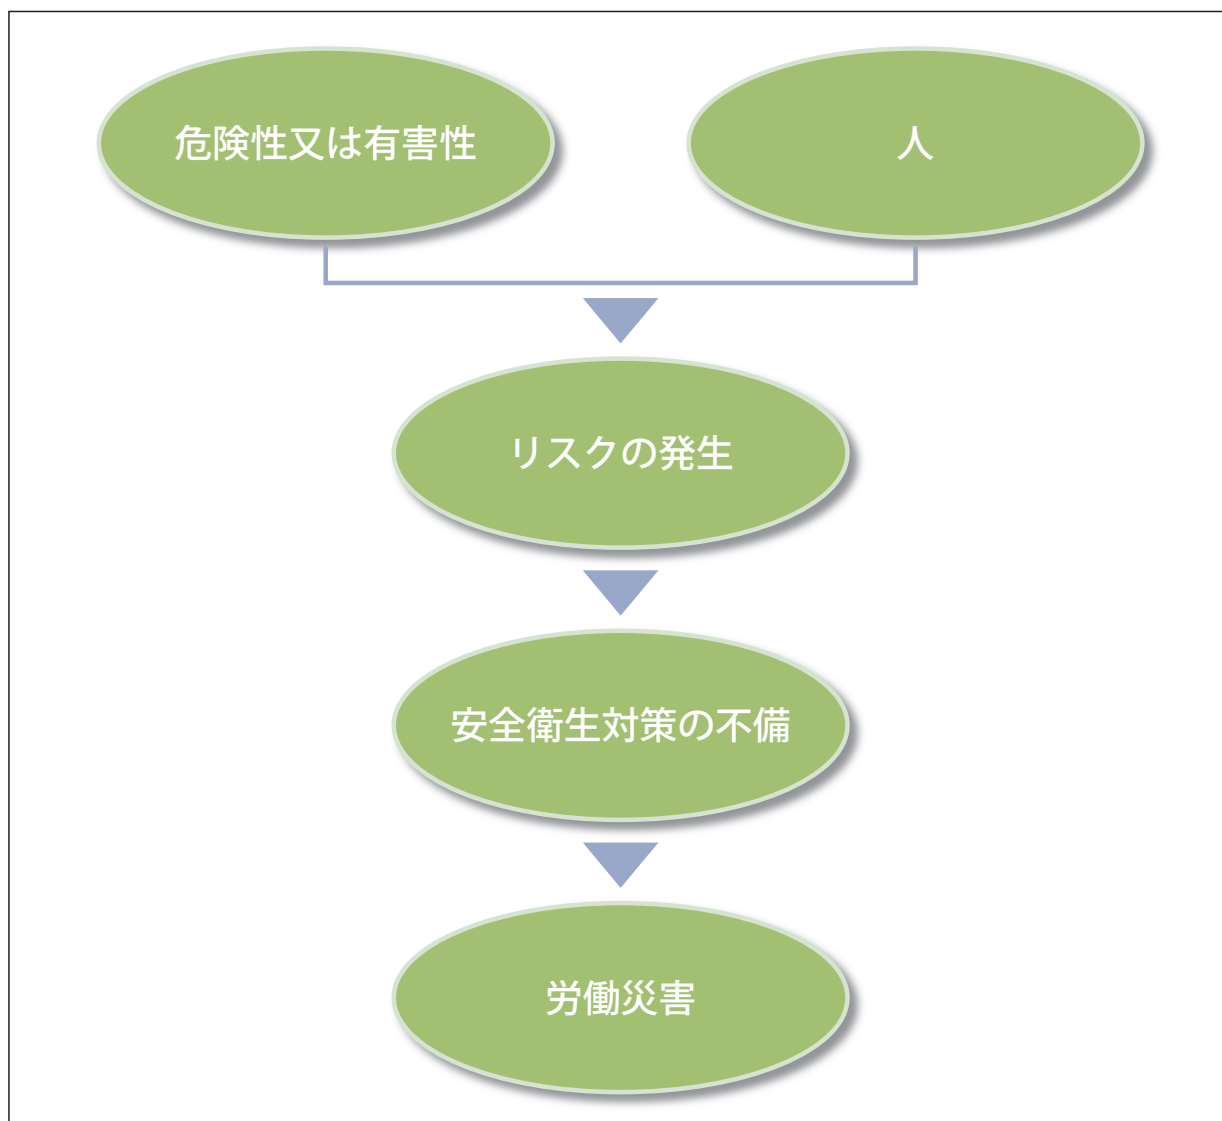 危険性又は有害性
人
リスクの発生
安全衛生対策の不備
労働災害